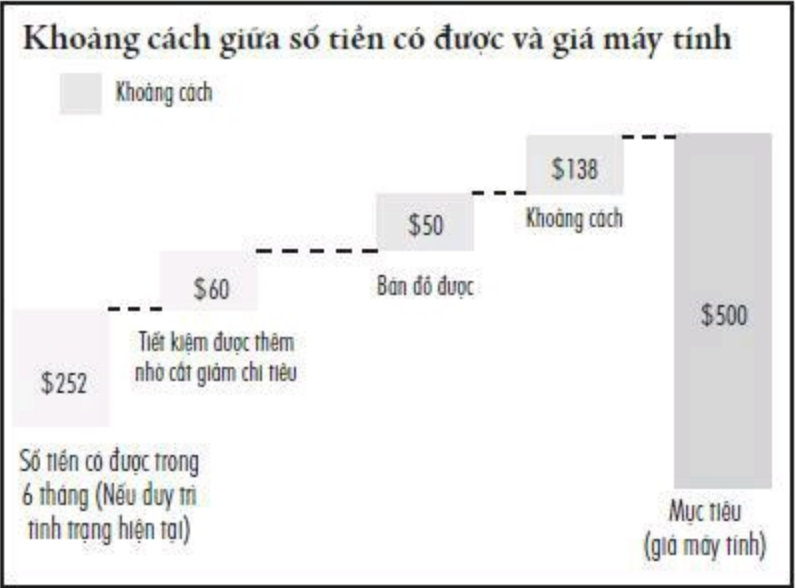 Khoảng cách giữa số tiền có được và giá máy tính
Khoảng cách
$138
Khoảng cách
$50
Bán đồ được
$60
Tiết kiệm được thêm
nhờ cắt giảm chi tiêu
$252
Số tiền có được trong
6 tháng (Nếu duy trì
tình trạng hiện tại)
$500
Mục tiêu
(giá máy tính)